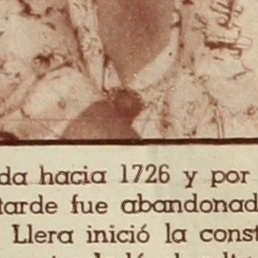 da hacia 1726 y por
tarde fue abandonad
Llera inició la const